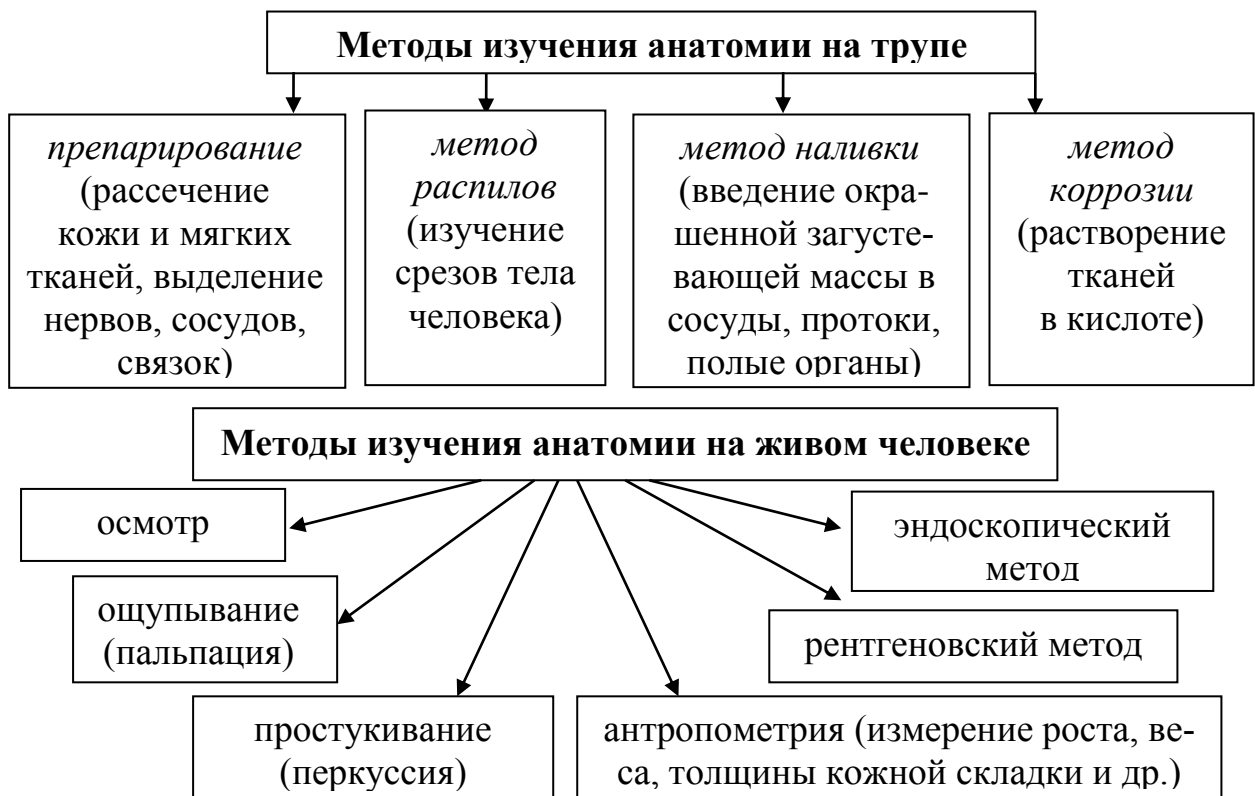 Методы изучения анатомии на трупе
препарирование
(рассечение
кожи и мягких
тканей, выделение
нервов, сосудов,
связок)
метод
распилов
(изучение
срезов тела
человека)
метод наливки
(введение окра-
шенной загусте-
вающей массы в
сосуды, протоки,
полые органы)
метод
коррозии
(растворение
тканей
в кислоте)
Методы изучения анатомии на живом человеке
осмотр
ощупывание
(пальпация)
простукивание
(перкуссия)
антропометрия (измерение роста, ве-
са, толщины кожной складки и др.)
рентгеновский метод
эндоскопический
метод